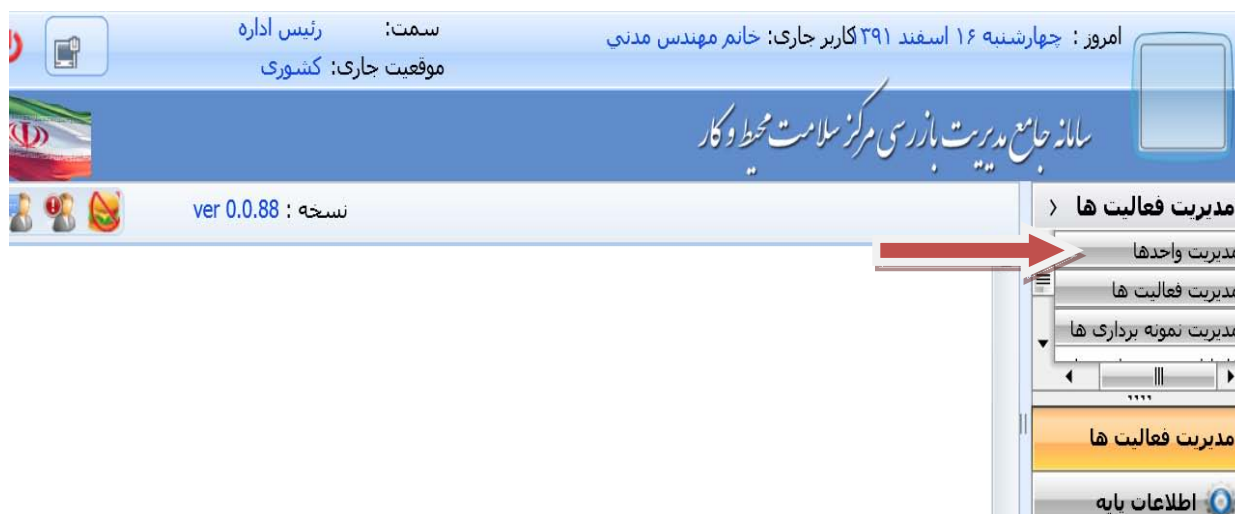 امروز : چهارشنبه ۱۶ اسفند ۱۳۹۱ کاربر جاری: خانم مهندس مدني
سمت: رئیس اداره
موقعیت جاری: کشوری
سامانه جامع مدیریت بازرسی مرکز سلامت محیط و کار
نسخه : ver 0.0.88
مدیریت فعالیت ها
مدیریت واحدها
مدیریت فعالیت ها
مدیریت نمونه برداری ها
مدیریت فعالیت ها
اطلاعات پایه